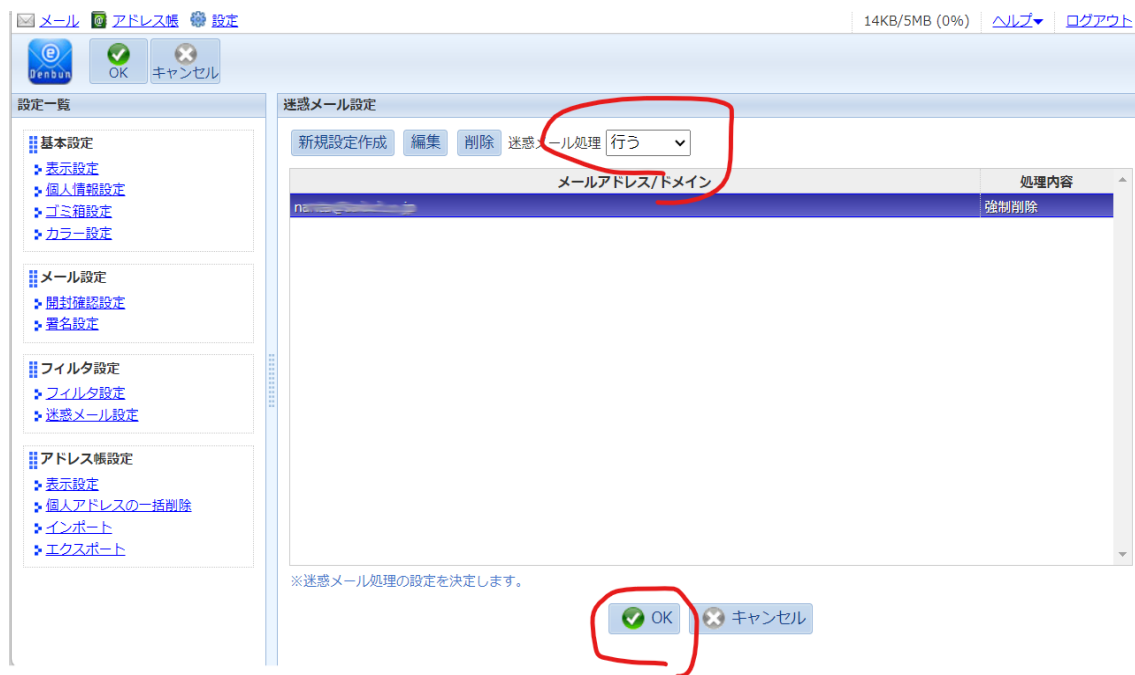 メール アドレス帳 設定 14KB/5MB (0%) ヘルプ▼ ログアウト
e Denbun OK キャンセル
設定一覧
基本設定
表示設定
個人情報設定
ゴミ箱設定
カラー設定
メール設定
開封確認設定
署名設定
フィルタ設定
フィルタ設定
迷惑メール設定
アドレス帳設定
表示設定
個人アドレスの一括削除
インポート
エクスポート
迷惑メール設定
新規設定作成 編集 削除 迷惑メール処理 行う
メールアドレス/ドメイン 処理内容
強制削除
※迷惑メール処理の設定を決定します。
OK キャンセル